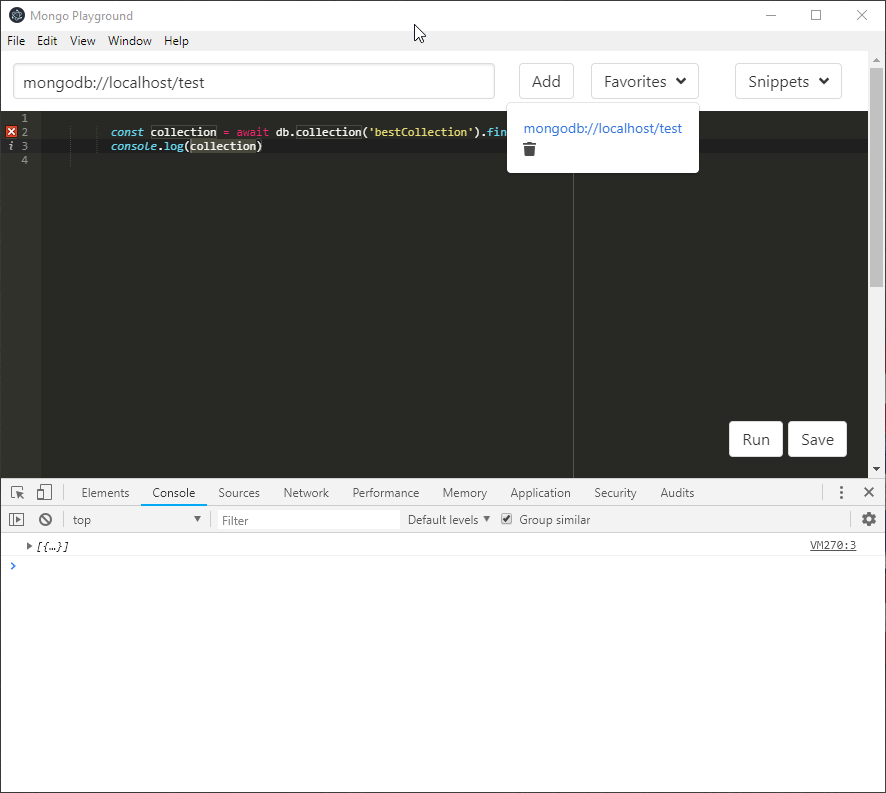 Mongo Playground
File Edit View Window Help
mongodb://localhost/test Add Favorites Snippets
mongodb://localhost/test
1
2 const collection = await db.collection('bestCollection').fin
i 3 console.log(collection)
4
Run Save
Elements Console Sources Network Performance Memory Application Security Audits
top Filter Default levels Group similar
[{…}] VM270:3